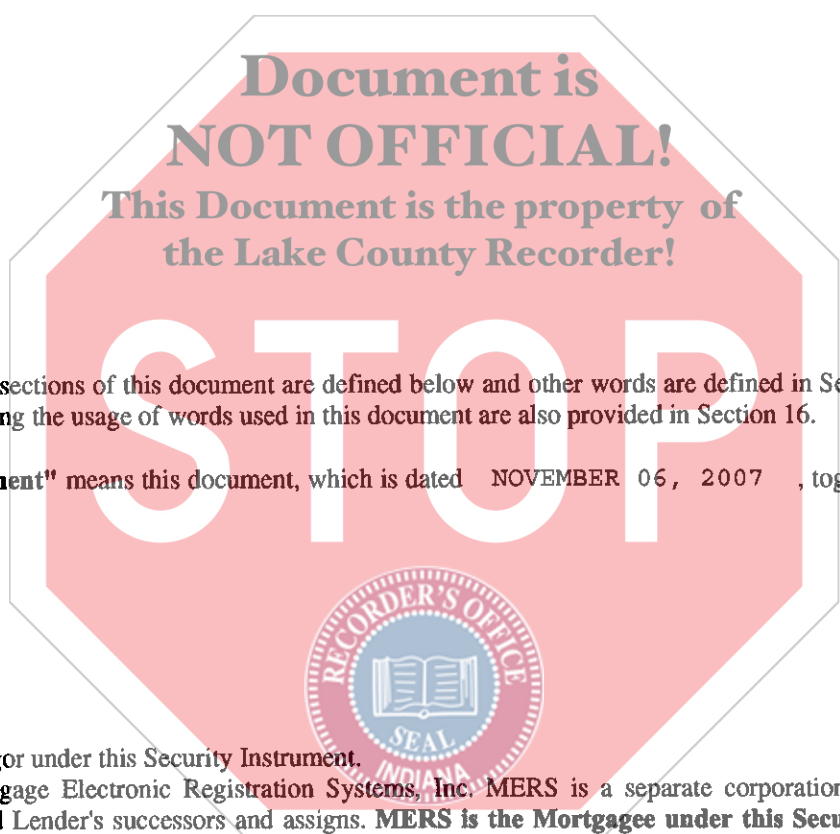 Document is
NOT OFFICIAL!
This Document is the property of
the Lake County Recorder!
STOP
sections of this document are defined below and other words are defined in Se
ng the usage of words used in this document are also provided in Section 16.
nent" means this document, which is dated NOVEMBER 06, 2007 , tog
RECORDER'S OFFICE
SEAL
INDIANA
gor under this Security Instrument.
gage Electronic Registration Systems, Inc. MERS is a separate corporation
d Lender's successors and assigns. MERS is the Mortgagee under this Secu